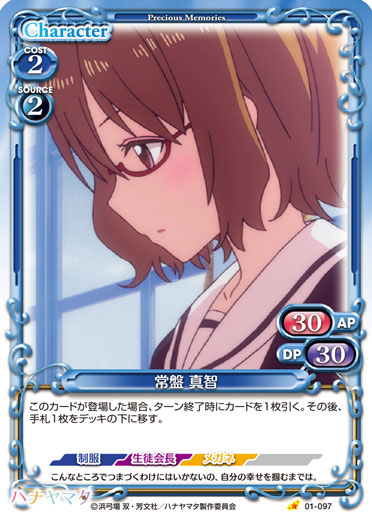 Precious Memories
Character
COST
2
SOURCE
2
30 AP
DP 30
常盤 真智
このカードが登場した場合、ターン終了時にカードを1枚引く。その後、
手札1枚をデッキの下に移す。
制服 生徒会長 メガネ
こんなところでつまづくわけにはいかないの、自分の幸せを掴むまでは。
ハナヤマタ
©浜弓場 双・芳文社／ハナヤマタ製作委員会
01-097